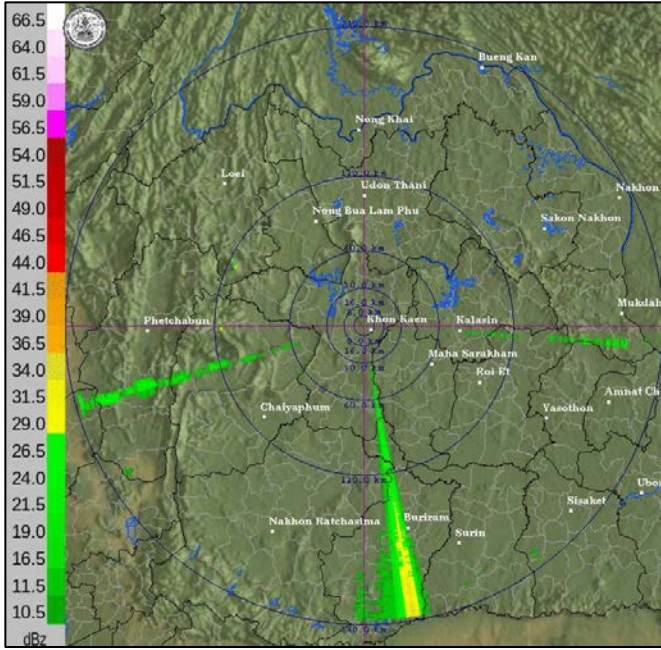 66.5
64.0
61.5
59.0
56.5
54.0
51.5
49.0
46.5
44.0
41.5
39.0
36.5
34.0
31.5
29.0
26.5
24.0
21.5
19.0
16.5
14.5
12.5
10.5
dBz
Bueng Kan
Nong Khai
Loei
Udon Thani
Nong Bua Lam Phu
Nakhon
Sakon Nakhon
Mukdah
Phetchabun
Khon Kaen
Kalasin
Maha Sarakham
Roi Et
Chaiyaphum
Yasothon
Amnat Ch
Nakhon Ratchasima
Buriram
Surin
Sisaket
Ubo